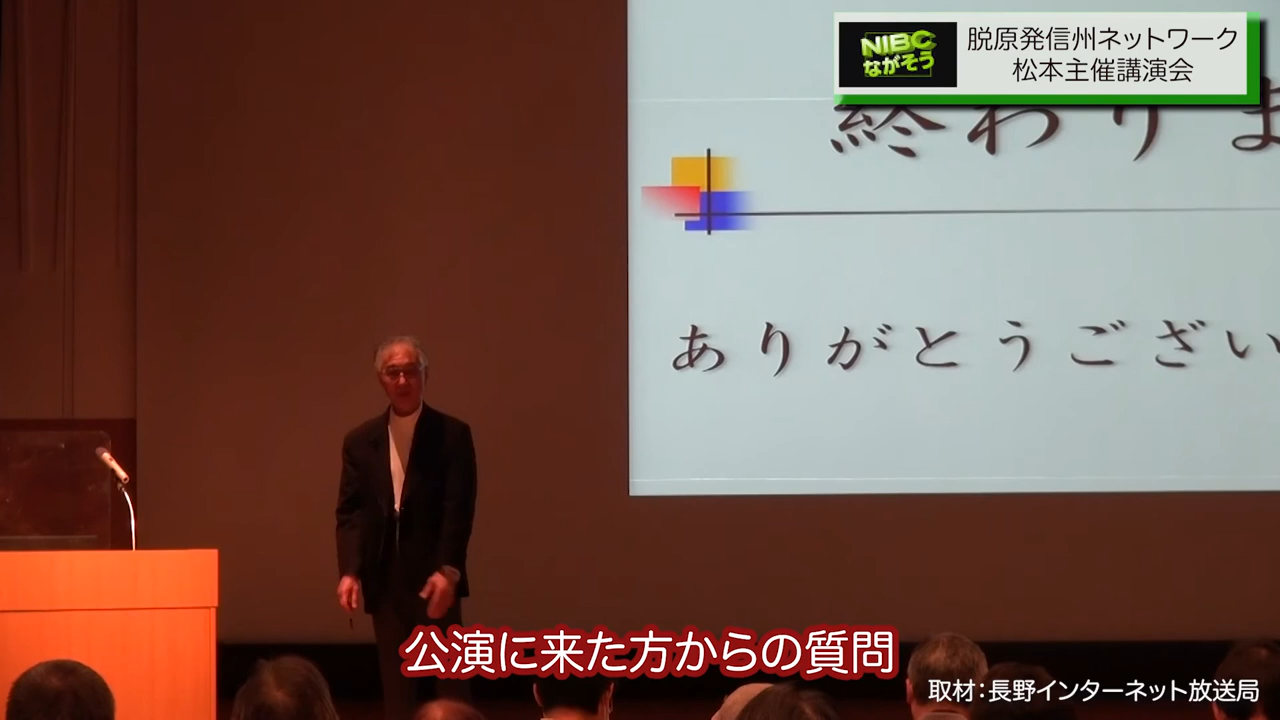 NIBC
ながそう
脱原発信州ネットワーク
松本主催講演会
終わりま
ありがとうござい
公演に来た方からの質問
取材：長野インターネット放送局